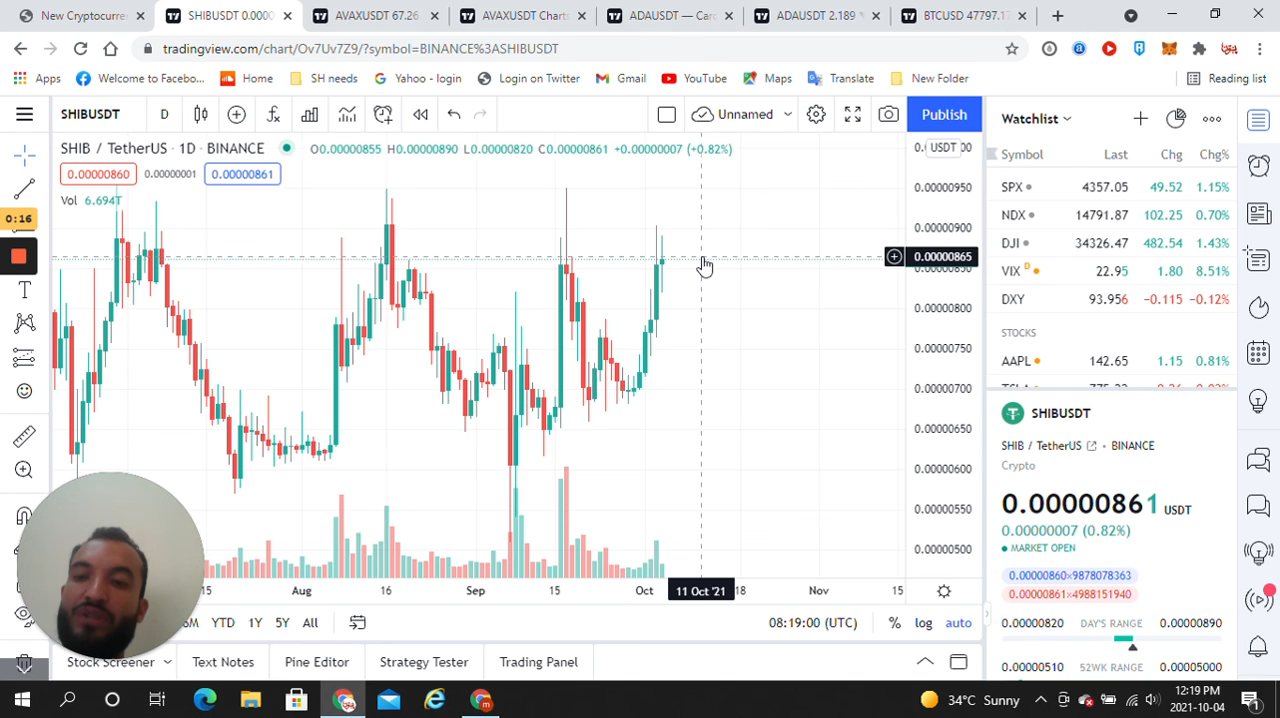 New Cryptocurren
SHIBUSDT 0.0000
AVAXUSDT 67.26
AVAXUSDT Charts
ADAUSDT — Car
ADAUSDT 2.189
BTCUSD 47797.1
tradingview.com/chart/Ov7Uv7Z9/?symbol=BINANCE%3ASHIBUSDT
Apps
Welcome to Facebo...
Home
SH needs
Yahoo - login
Login on Twitter
Gmail
YouTube
Maps
Translate
New Folder
Reading list
SHIBUSDT
D
Unnamed
Publish
SHIB / TetherUS · 1D · BINANCE
O0.00000855 H0.00000890 L0.00000820 C0.00000861 +0.00000007 (+0.82%)
0.00000860
0.00000001
0.00000861
Vol 6.694T
0:16
USDT
0.00000950
0.00000900
0.00000865
0.00000850
0.00000800
0.00000750
0.00000700
0.00000650
0.00000600
0.00000550
0.00000500
15
Aug
16
Sep
15
Oct
11 Oct '21
18
Nov
15
6M
YTD
1Y
5Y
All
08:19:00 (UTC)
%
log
auto
Stock Screener
Text Notes
Pine Editor
Strategy Tester
Trading Panel
Watchlist
Symbol Last Chg Chg%
SPX 4357.05 49.52 1.15%
NDX 14791.87 102.25 0.70%
DJI 34326.47 482.54 1.43%
VIX D 22.95 1.80 8.51%
DXY 93.956 -0.115 -0.12%
STOCKS
AAPL 142.65 1.15 0.81%
SHIBUSDT
SHIB / TetherUS · BINANCE
Crypto
0.00000861 USDT
0.00000007 (0.82%)
MARKET OPEN
0.00000860×9878078363
0.00000861×4988151940
0.00000820 DAY'S RANGE 0.00000890
0.00000510 52WK RANGE 0.00005000
34°C Sunny
12:19 PM
2021-10-04
1